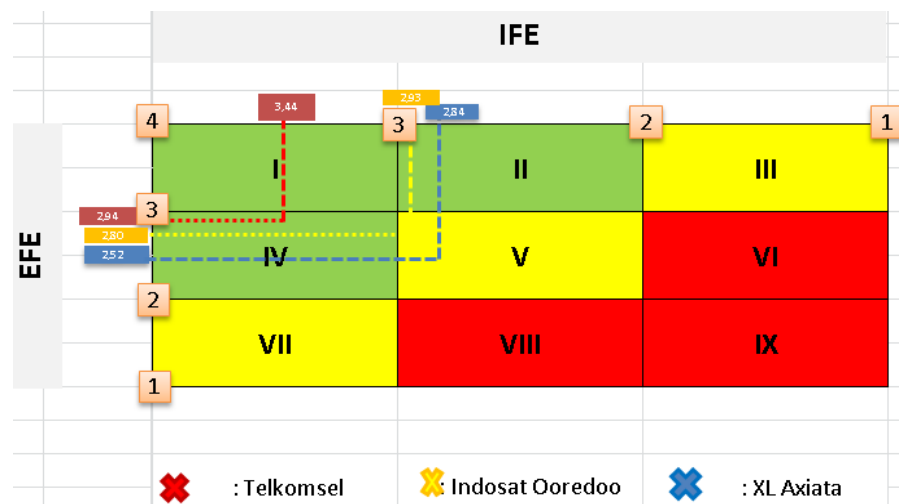 IFE
2,93
3,44
2,84
4
3
2
1
I
II
III
3
2,94
2,80
2,52
EFE
IV
V
VI
2
VII
VIII
IX
1
: Telkomsel
: Indosat Ooredoo
: XL Axiata